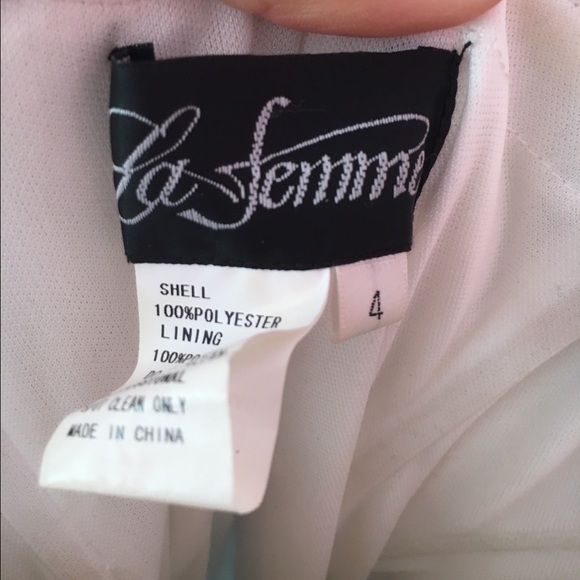 La Femme
SHELL
100%POLYESTER
LINING
4
CLEAN ONLY
MADE IN CHINA